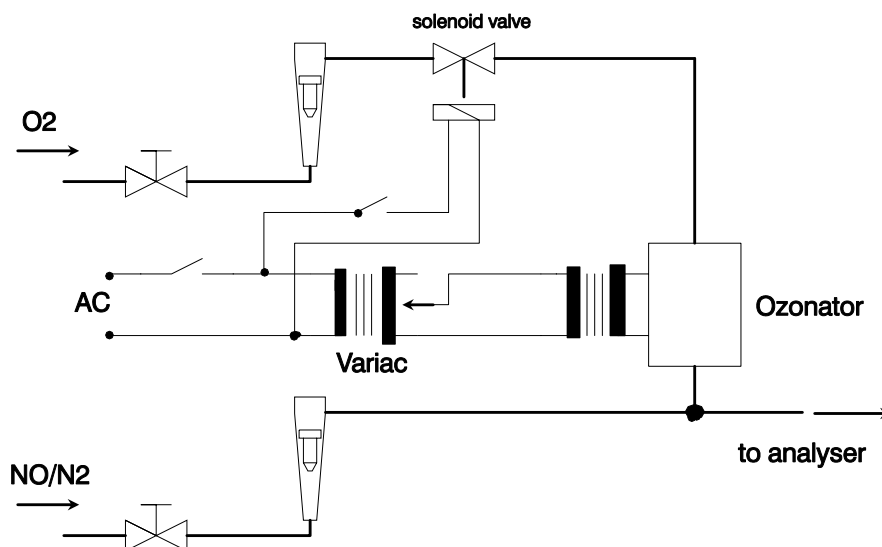 solenoid valve
O2
AC
Variac
Ozonator
NO/N2
to analyser